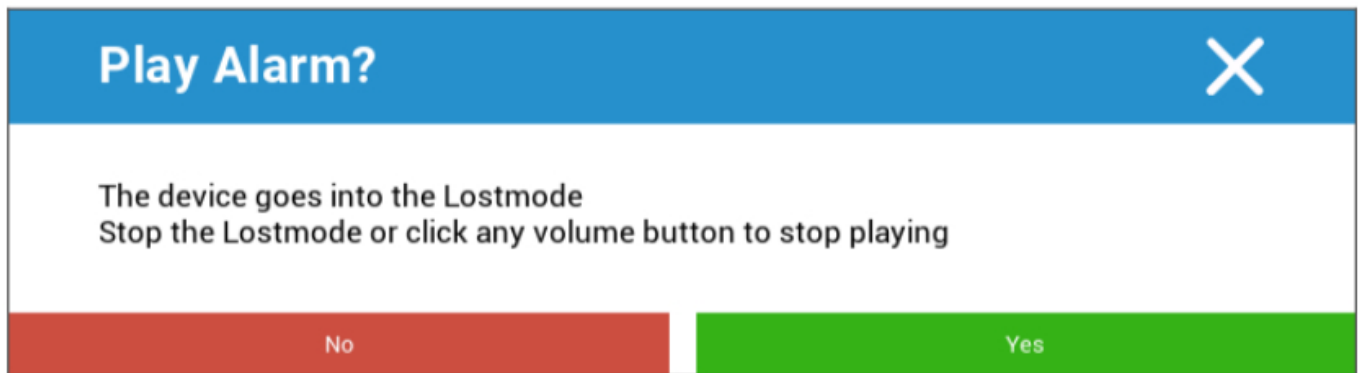 Play Alarm?
The device goes into the Lostmode
Stop the Lostmode or click any volume button to stop playing
No
Yes